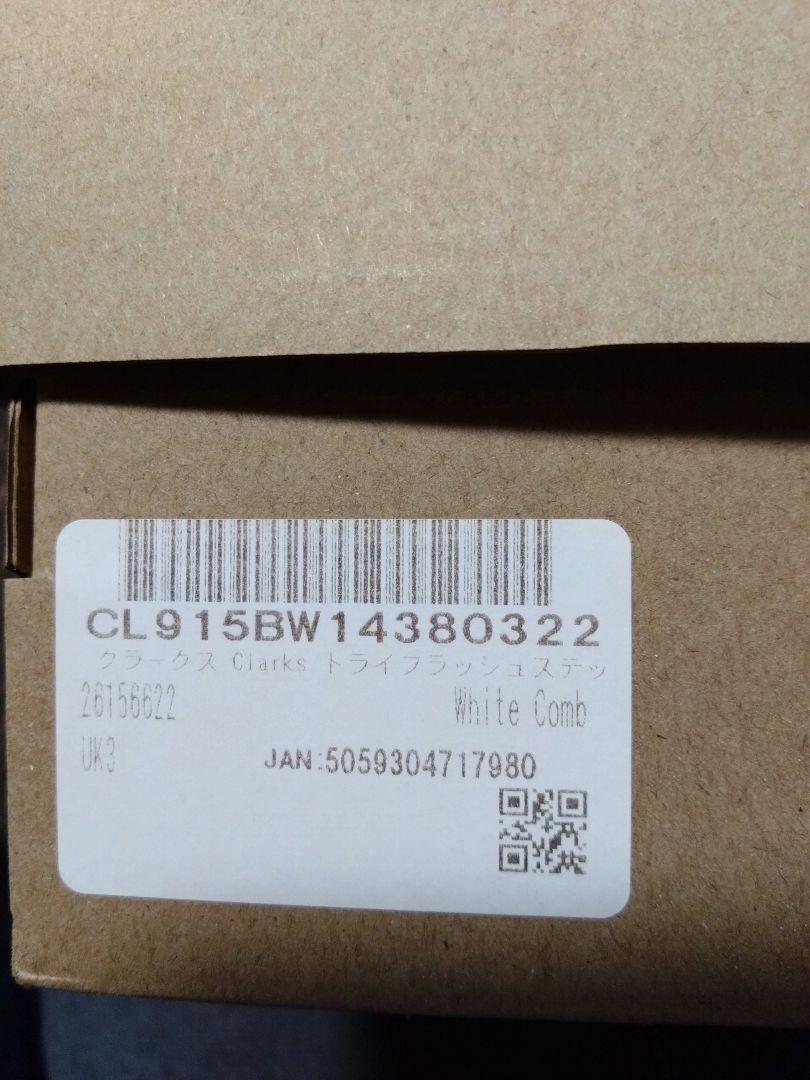 CL915BW14380322
クラークス Clarks トライフラッシュステッ
26156622 White Comb
UK3 JAN:5059304717980